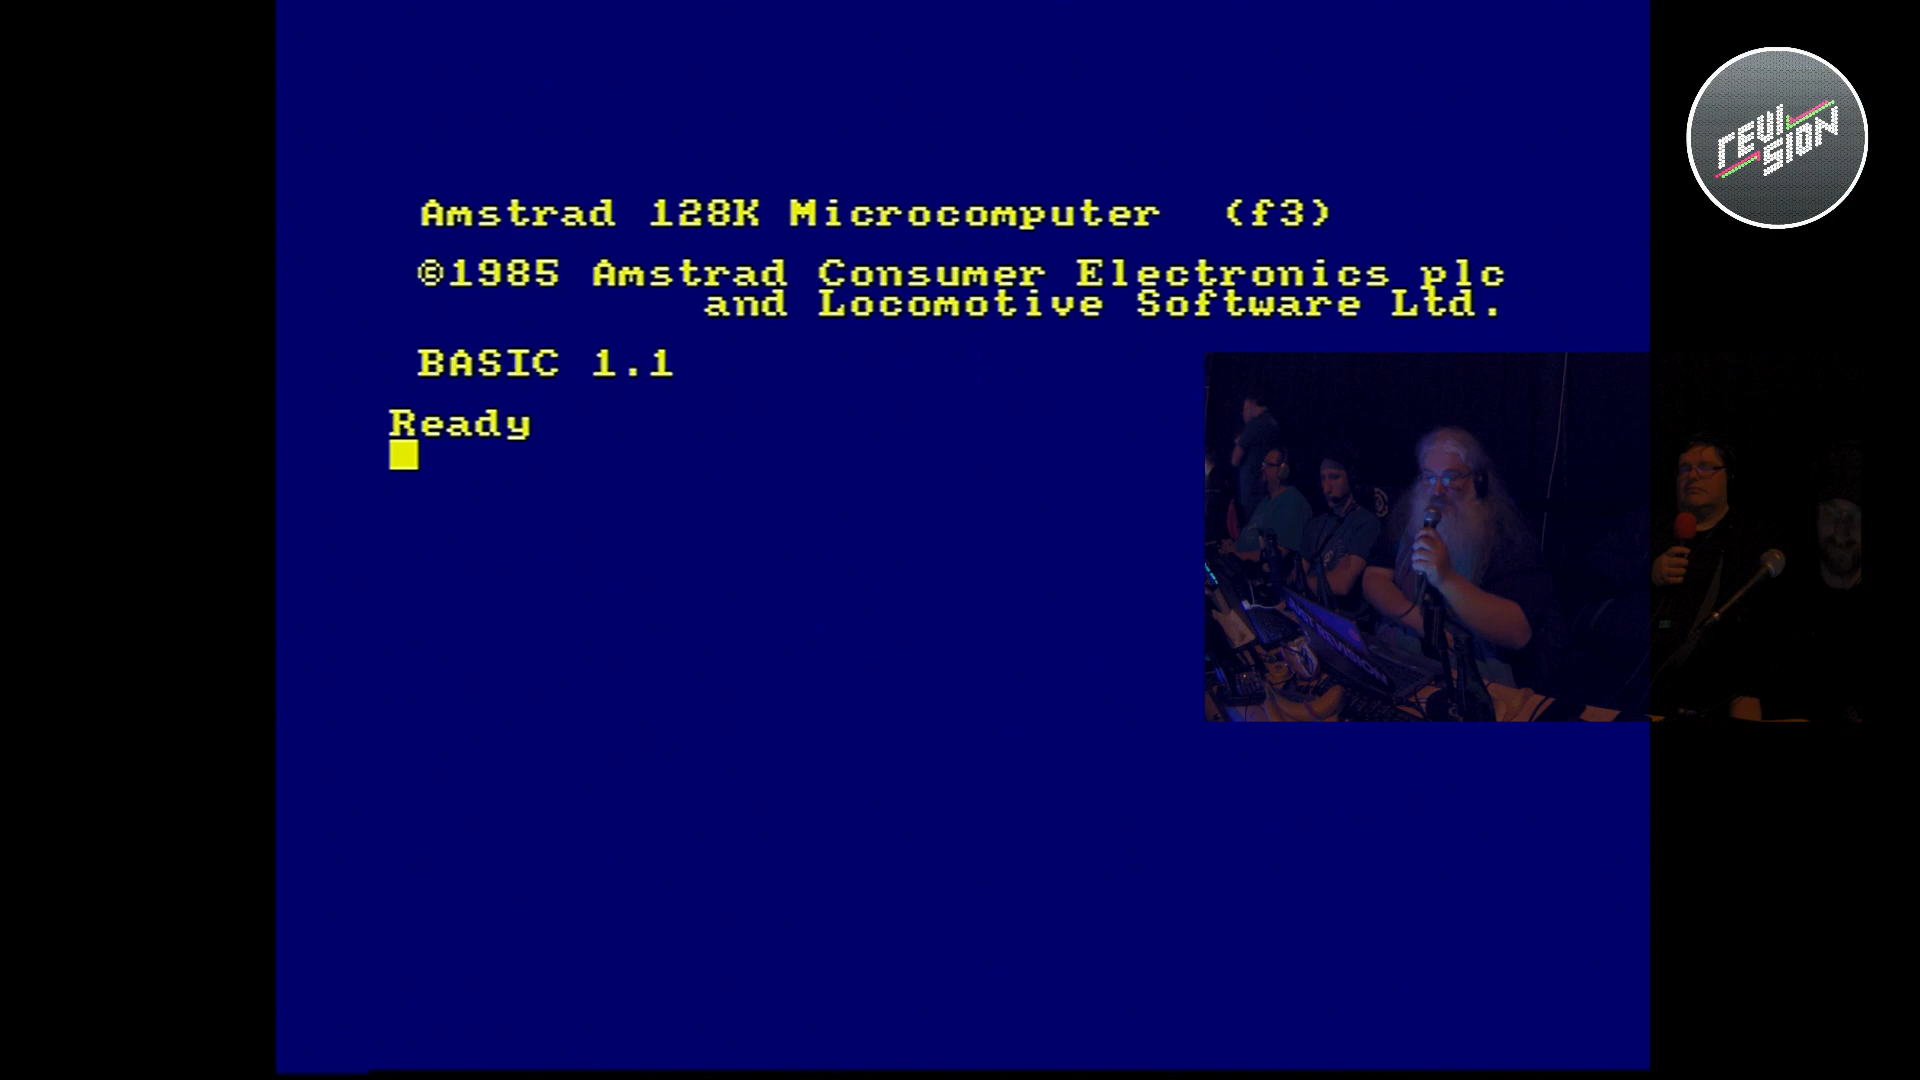 Amstrad 128K Microcomputer (f3)
©1985 Amstrad Consumer Electronics plc
and Locomotive Software Ltd.
BASIC 1.1
Ready
REVISION